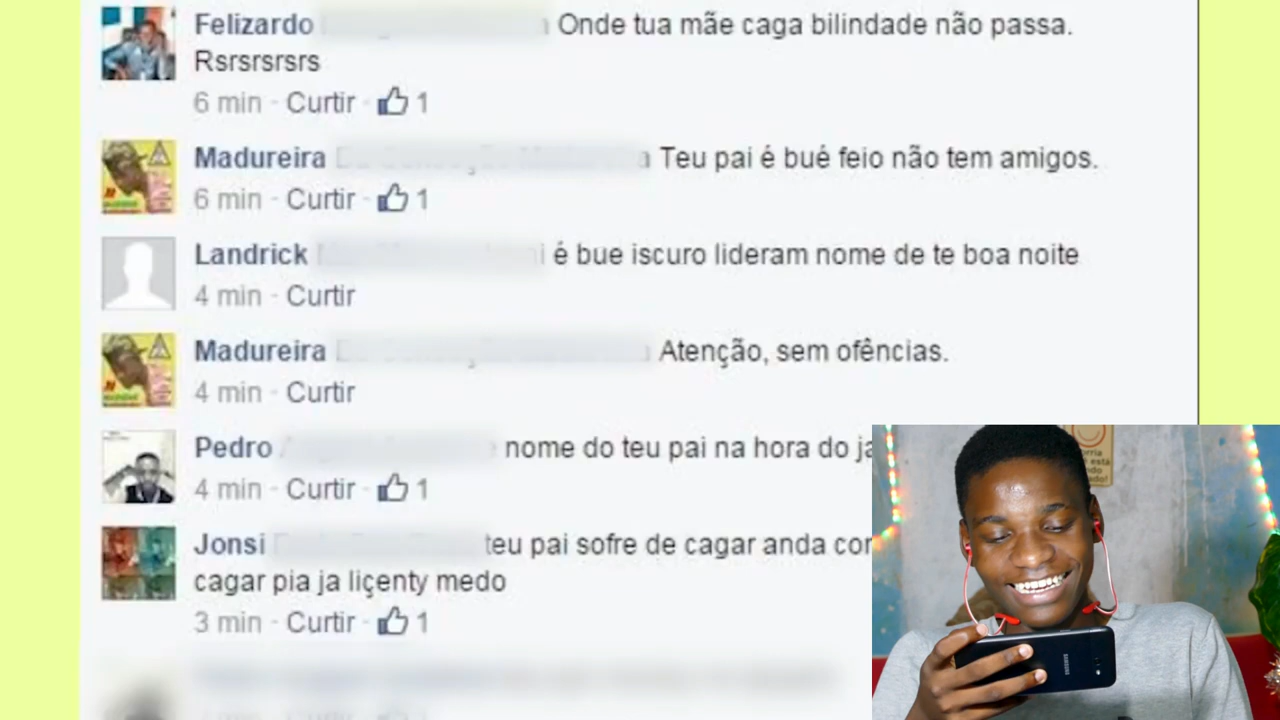 Felizardo Onde tua mãe caga bilindade não passa.
Rsrsrsrsrs
6 min · Curtir · 1
Madureira Teu pai é bué feio não tem amigos.
6 min · Curtir · 1
Landrick é bue iscuro lideram nome de te boa noite
4 min · Curtir
Madureira Atenção, sem ofências.
4 min · Curtir
Pedro nome do teu pai na hora do
4 min · Curtir · 1
Jonsi teu pai sofre de cagar anda
cagar pia ja liçenty medo
3 min · Curtir · 1
SAMSUNG